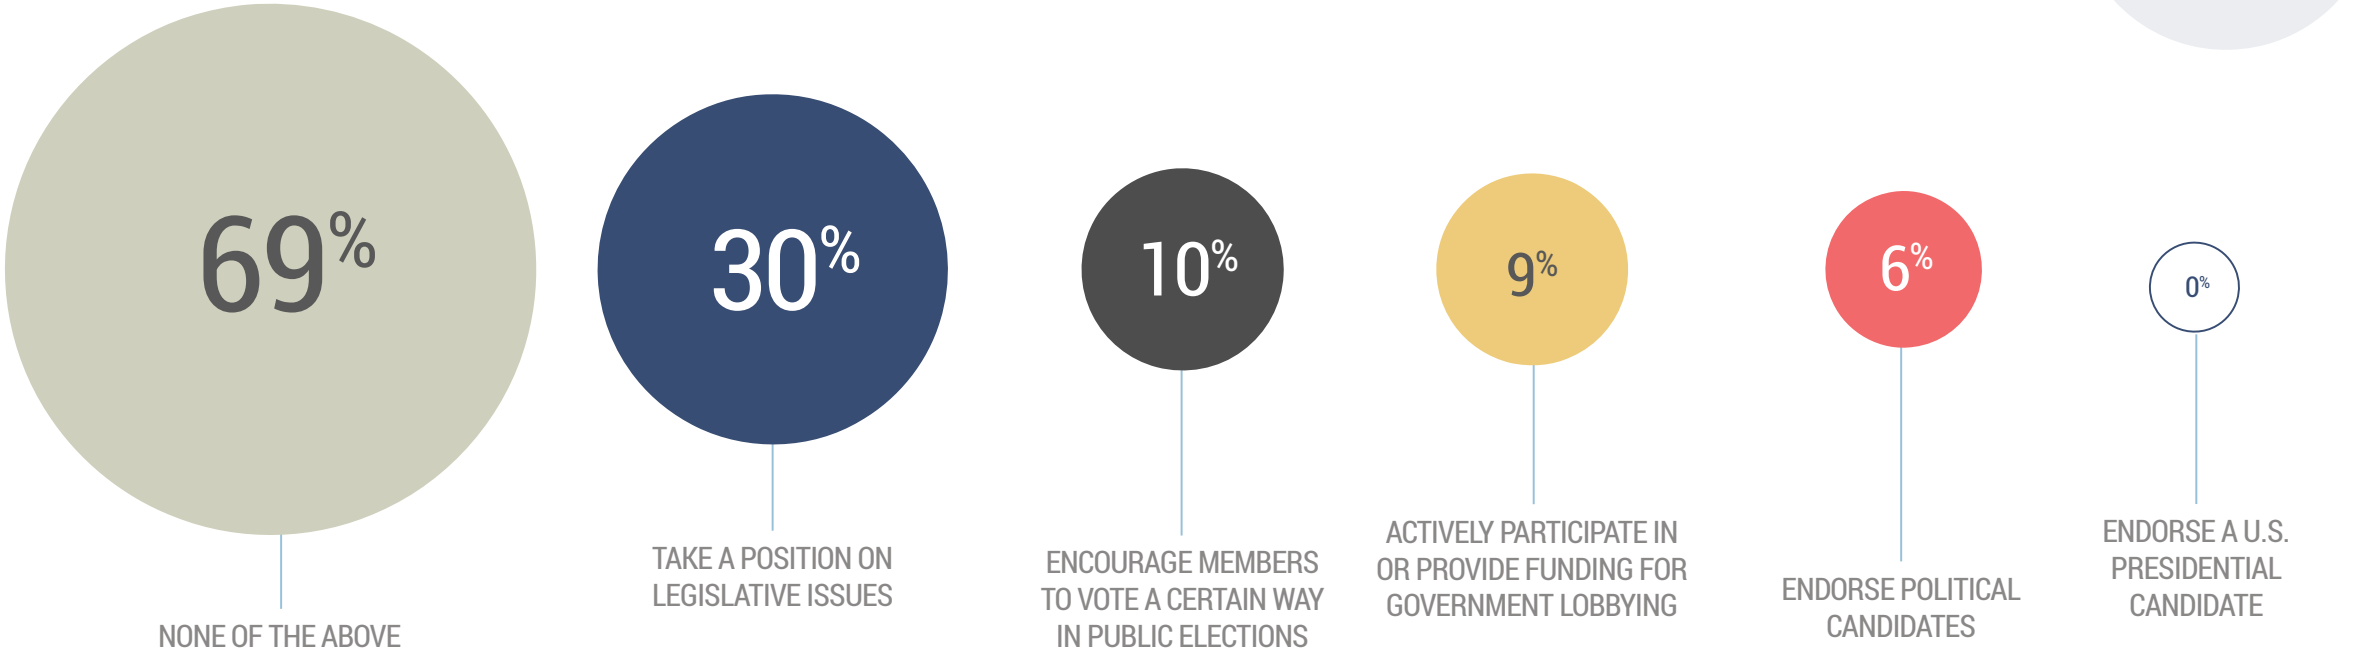 69%
NONE OF THE ABOVE
30%
TAKE A POSITION ON
LEGISLATIVE ISSUES
10%
ENCOURAGE MEMBERS
TO VOTE A CERTAIN WAY
IN PUBLIC ELECTIONS
9%
ACTIVELY PARTICIPATE IN
OR PROVIDE FUNDING FOR
GOVERNMENT LOBBYING
6%
ENDORSE POLITICAL
CANDIDATES
0%
ENDORSE A U.S.
PRESIDENTIAL
CANDIDATE